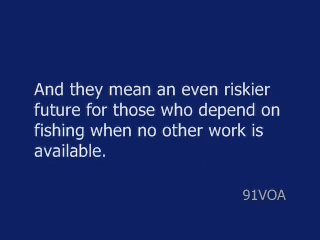 And they mean an even riskier
future for those who depend on
fishing when no other work is
available.
91VOA